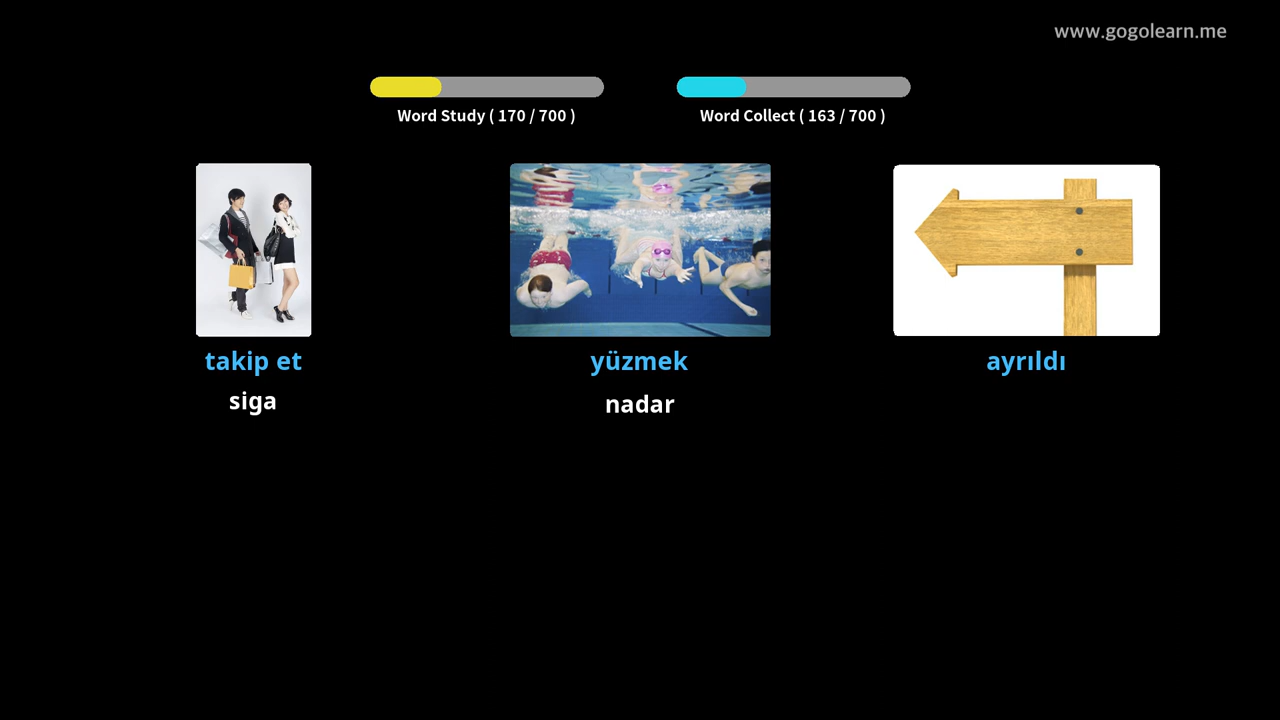 www.gogolearn.me
Word Study ( 170 / 700 )
Word Collect ( 163 / 700 )
takip et
siga
yüzmek
nadar
ayrıldı